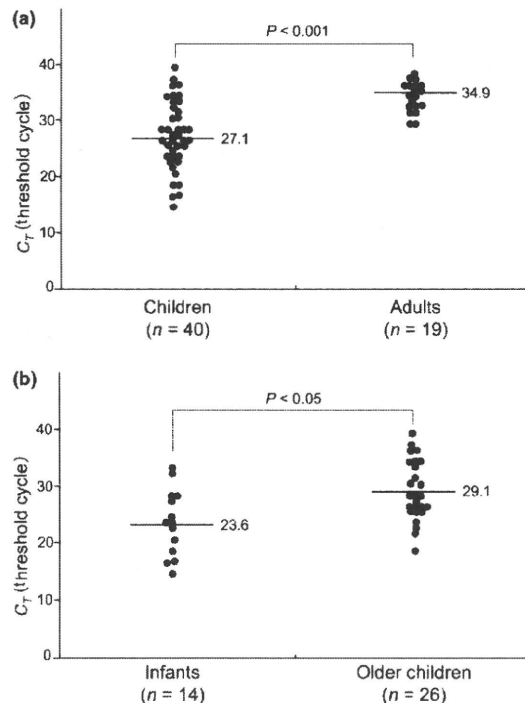 (a)
P < 0.001
40
34.9
30
27.1
20
10
0
C_T (threshold cycle)
Children
(n = 40)
Adults
(n = 19)
(b)
P < 0.05
40
30
29.1
23.6
20
10
0
C_T (threshold cycle)
Infants
(n = 14)
Older children
(n = 26)